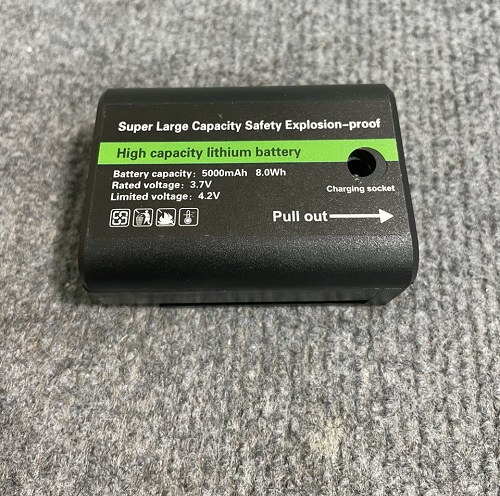 Super Large Capacity Safety Explosion-proof
High capacity lithium battery
Battery capacity: 5000mAh 8.0Wh
Rated voltage: 3.7V
Limited voltage: 4.2V
Charging socket
Pull out